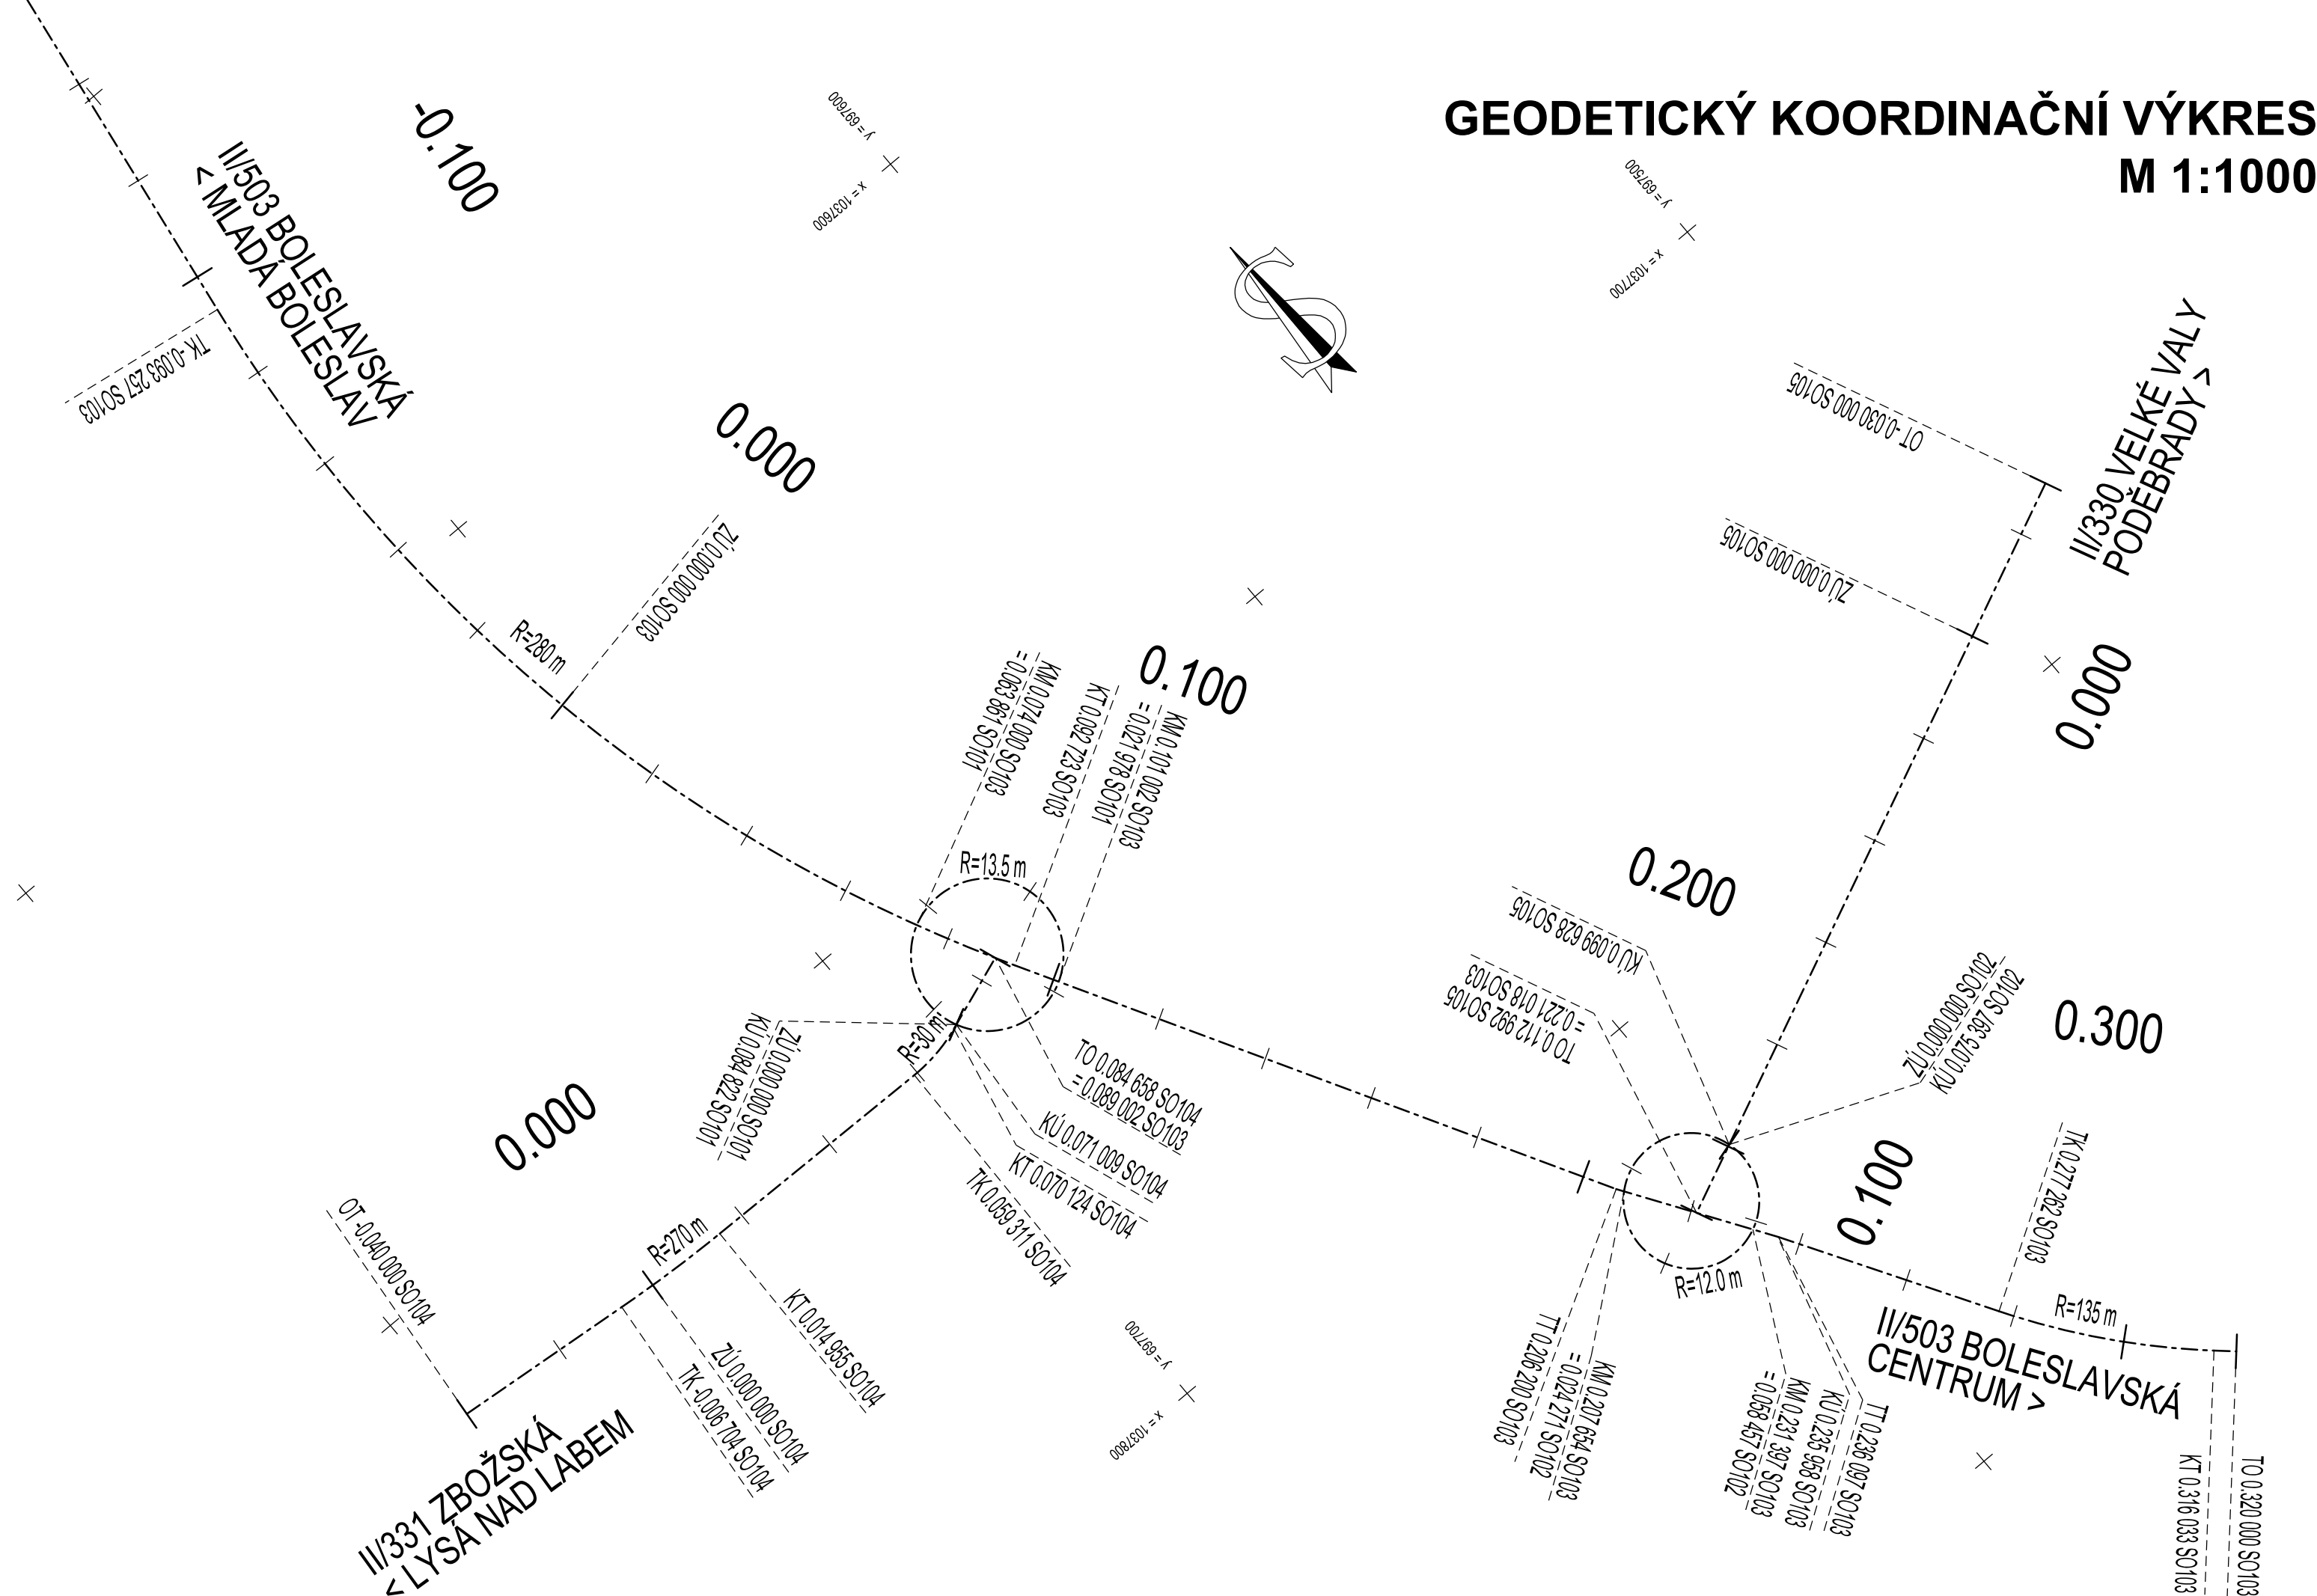 GEODETICKÝ KOORDINAČNÍ VÝKRES
M 1:1000
-0.100
II/503 BOLESLAVSKÁ
< MLADÁ BOLESLAV
y = 697600
x = 1037600
y = 697500
x = 1037700
S
TK -0.093 257 SO103
0.000
ZÚ 0.000 000 SO103
R=280 m
OT -0.030 000 SO105
II/330 VELKÉ VALY
PODĚBRADY >
ZÚ 0.000 000 SO105
0.000
KM 0.074 000 SO103
= 0.063 861 SO101
KT 0.092 723 SO103
0.100
KM 0.101 002 SO103
= 0.021 978 SO101
R=13.5 m
0.200
KÚ 0.099 628 SO105
TO 0.112 992 SO105
= 0.221 018 SO103
ZÚ 0.000 000 SO102
KÚ 0.075 397 SO102
0.300
R=30 m
ZÚ 0.000 000 SO101
KÚ 0.084 822 SO101
TO 0.084 658 SO104
= 0.089 002 SO103
KÚ 0.071 009 SO104
KT 0.070 124 SO104
TK 0.059 311 SO104
0.000
OT -0.040 000 SO104
R=270 m
KT 0.014 955 SO104
ZÚ 0.000 000 SO104
TK -0.006 704 SO104
III/331 ZBOŽSKÁ
< LYSÁ NAD LABEM
y = 697700
x = 1037800
0.100
TK 0.277 262 SO103
R=12.0 m
R=135 m
II/503 BOLESLAVSKÁ
CENTRUM >
TT 0.206 200 SO103
KM 0.207 654 SO103
= 0.024 271 SO102
KM 0.231 397 SO103
= 0.058 457 SO102
KÚ 0.235 958 SO103
TT 0.236 097 SO103
KT 0.316 033 SO103
TO 0.320 000 SO103